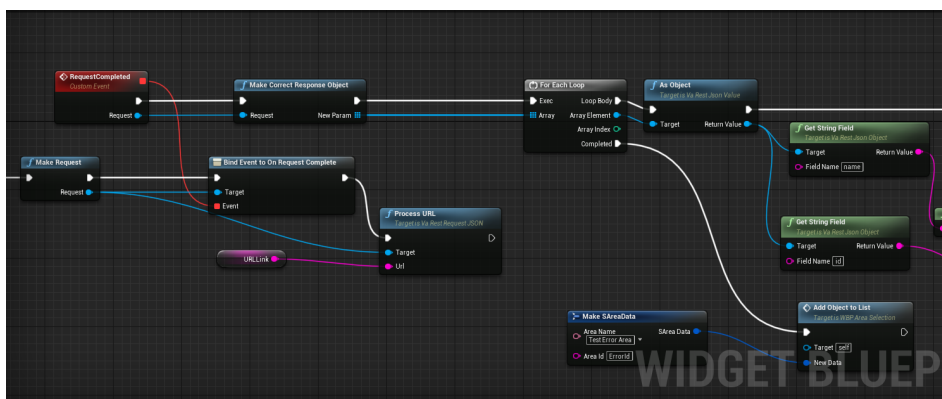 RequestCompleted
Custom Event
Request
Make Correct Response Object
Request New Param
For Each Loop
Exec Loop Body
Array Array Element
Array Index
Completed
As Object
Target is Va Rest Json Value
Target Return Value
Get String Field
Target is Va Rest Json Object
Target Return Value
Field Name name
Make Request
Request
Bind Event to On Request Complete
Target
Event
Process URL
Target is Va Rest Request JSON
Target
Url
URLLink
Get String Field
Target is Va Rest Json Object
Target Return Value
Field Name id
Make SAreaData
Area Name SArea Data
Test Error Area
Area Id ErrorId
Add Object to List
Target is WBP Area Selection
Target self
New Data
WIDGET BLUEP